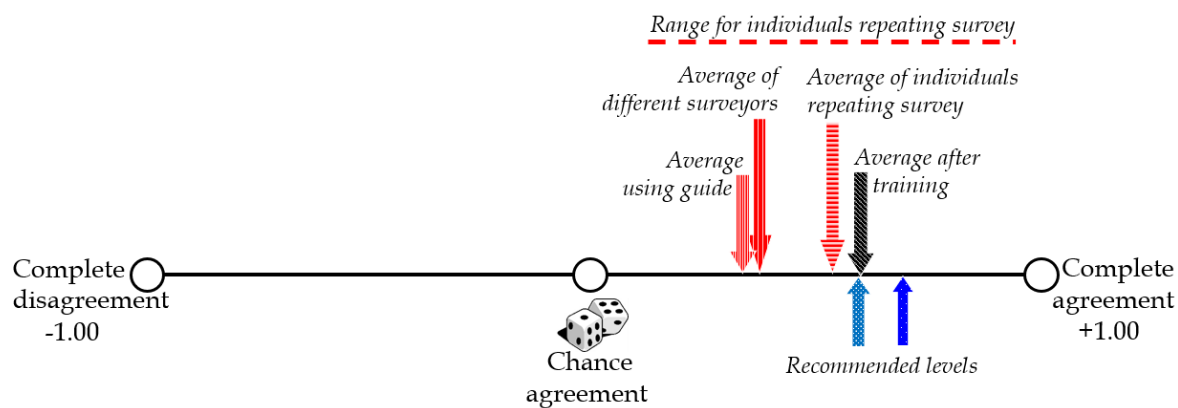 Range for individuals repeating survey
Average of
different surveyors
Average of individuals
repeating survey
Average
using guide
Average after
training
Complete
disagreement
-1.00
Chance
agreement
Complete
agreement
+1.00
Recommended levels